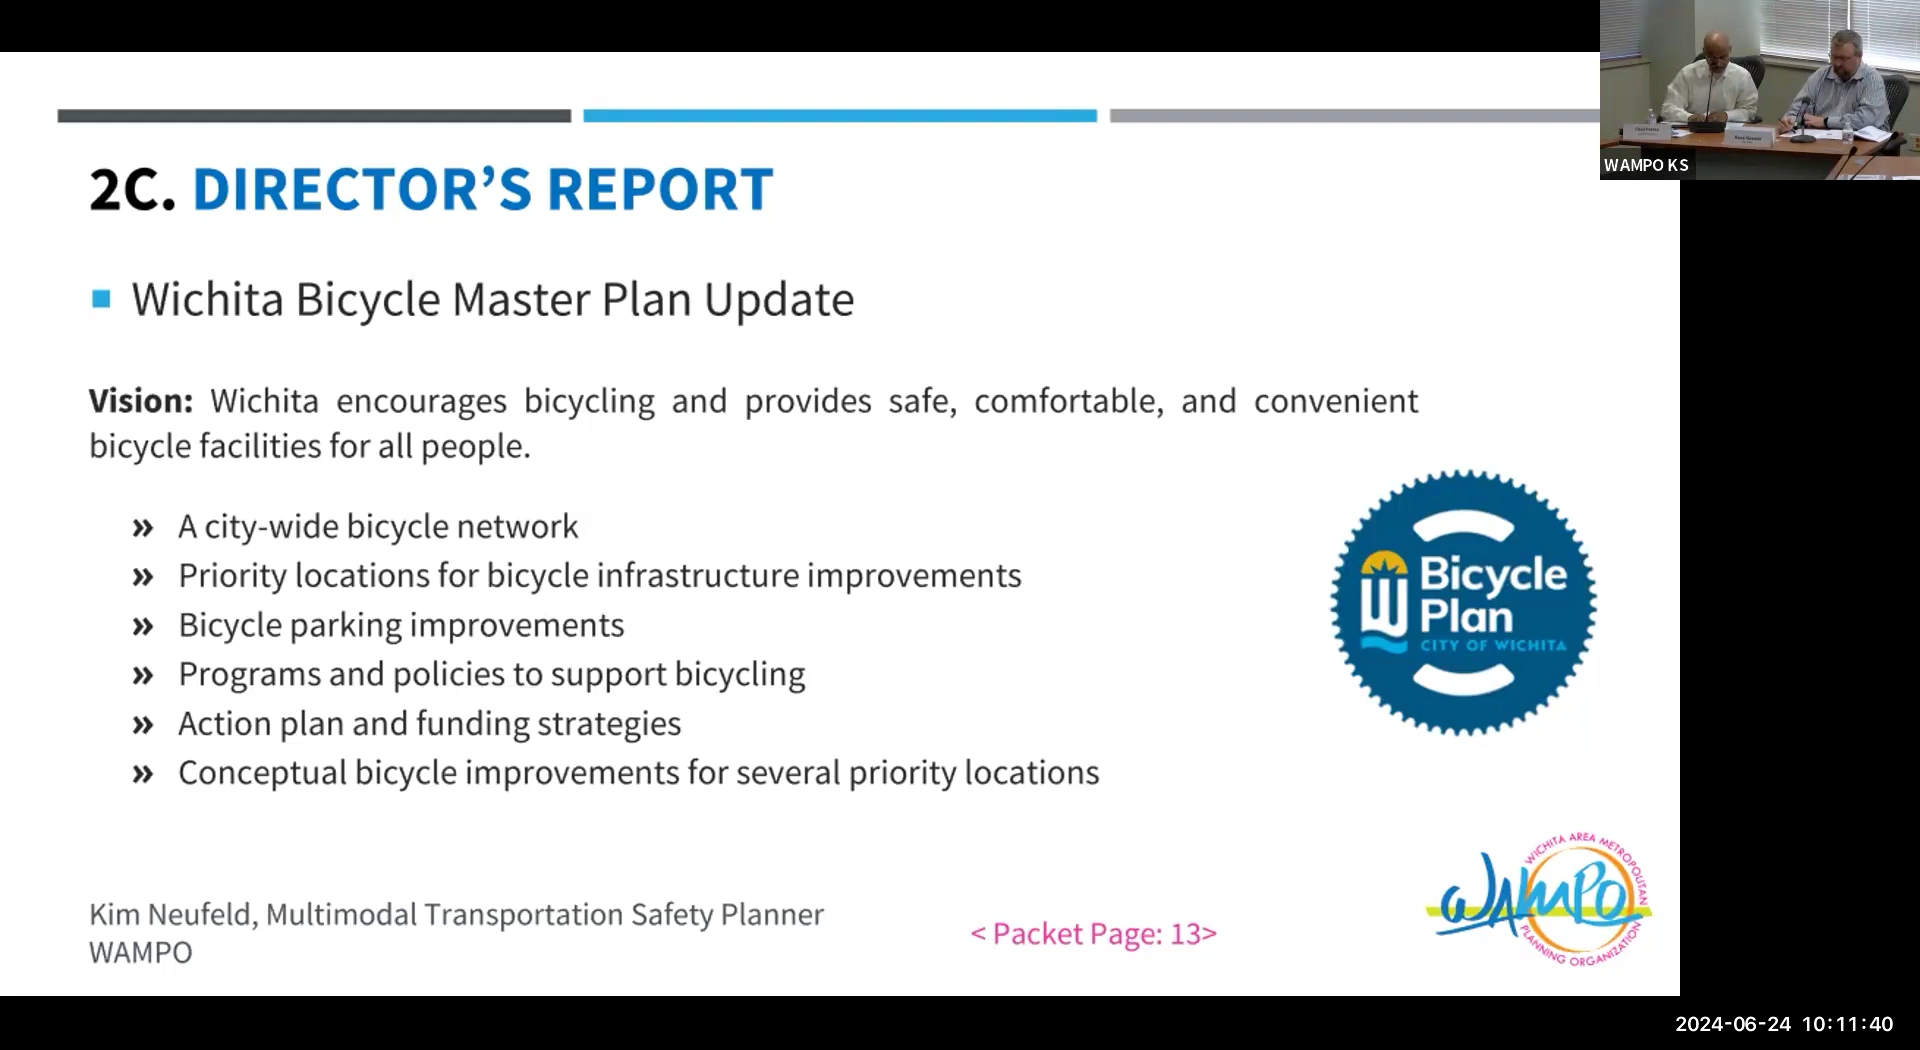 2C. DIRECTOR'S REPORT
Wichita Bicycle Master Plan Update
Vision: Wichita encourages bicycling and provides safe, comfortable, and convenient
bicycle facilities for all people.
» A city-wide bicycle network
» Priority locations for bicycle infrastructure improvements
» Bicycle parking improvements
» Programs and policies to support bicycling
» Action plan and funding strategies
» Conceptual bicycle improvements for several priority locations
Bicycle
Plan
CITY OF WICHITA
Kim Neufeld, Multimodal Transportation Safety Planner
WAMPO
< Packet Page: 13>
WICHITA AREA METROPOLITAN
WAMPO
PLANNING ORGANIZATION
WAMPO KS
2024-06-24 10:11:40